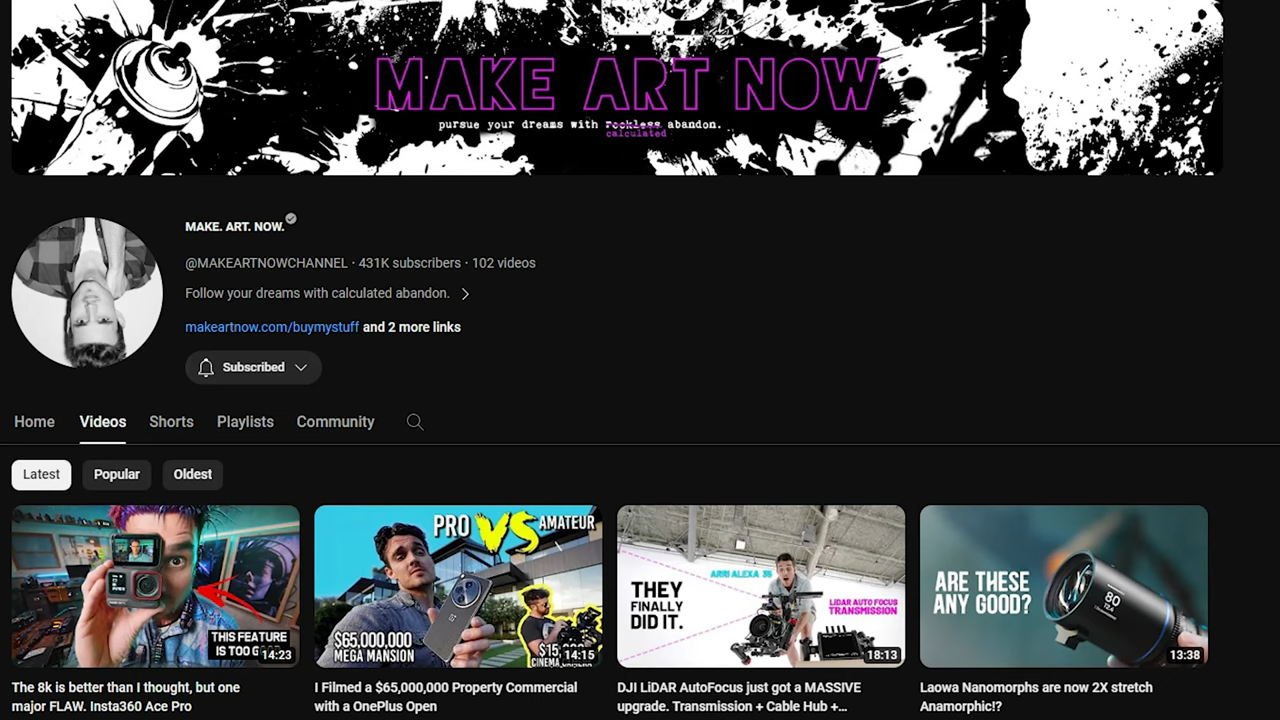 MAKE ART NOW
pursue your dreams with reckless abandon.
calculated
MAKE. ART. NOW.
@MAKEARTNOWCHANNEL · 431K subscribers · 102 videos
Follow your dreams with calculated abandon.
makeartnow.com/buymystuff and 2 more links
Subscribed
Home Videos Shorts Playlists Community
Latest Popular Oldest
THIS FEATURE
IS TOO
14:23
PRO VS AMATEUR
$65,000,000
MEGA MANSION
$15
CINEMA
14:15
THEY
FINALLY
DID IT.
ARRI ALEXA 35
LIDAR AUTO FOCUS
TRANSMISSION
18:13
ARE THESE
ANY GOOD?
80
13:38
The 8k is better than I thought, but one
major FLAW. Insta360 Ace Pro
I Filmed a $65,000,000 Property Commercial
with a OnePlus Open
DJI LiDAR AutoFocus just got a MASSIVE
upgrade. Transmission + Cable Hub +...
Laowa Nanomorphs are now 2X stretch
Anamorphic!?